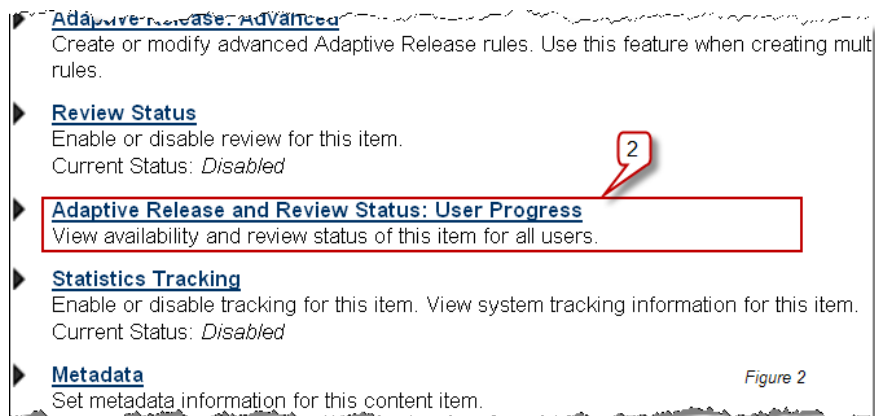 Adaptive Release: Advanced
Create or modify advanced Adaptive Release rules. Use this feature when creating mult
rules.
Review Status
Enable or disable review for this item.
Current Status: Disabled
2
Adaptive Release and Review Status: User Progress
View availability and review status of this item for all users.
Statistics Tracking
Enable or disable tracking for this item. View system tracking information for this item.
Current Status: Disabled
Metadata
Figure 2
Set metadata information for this content item.